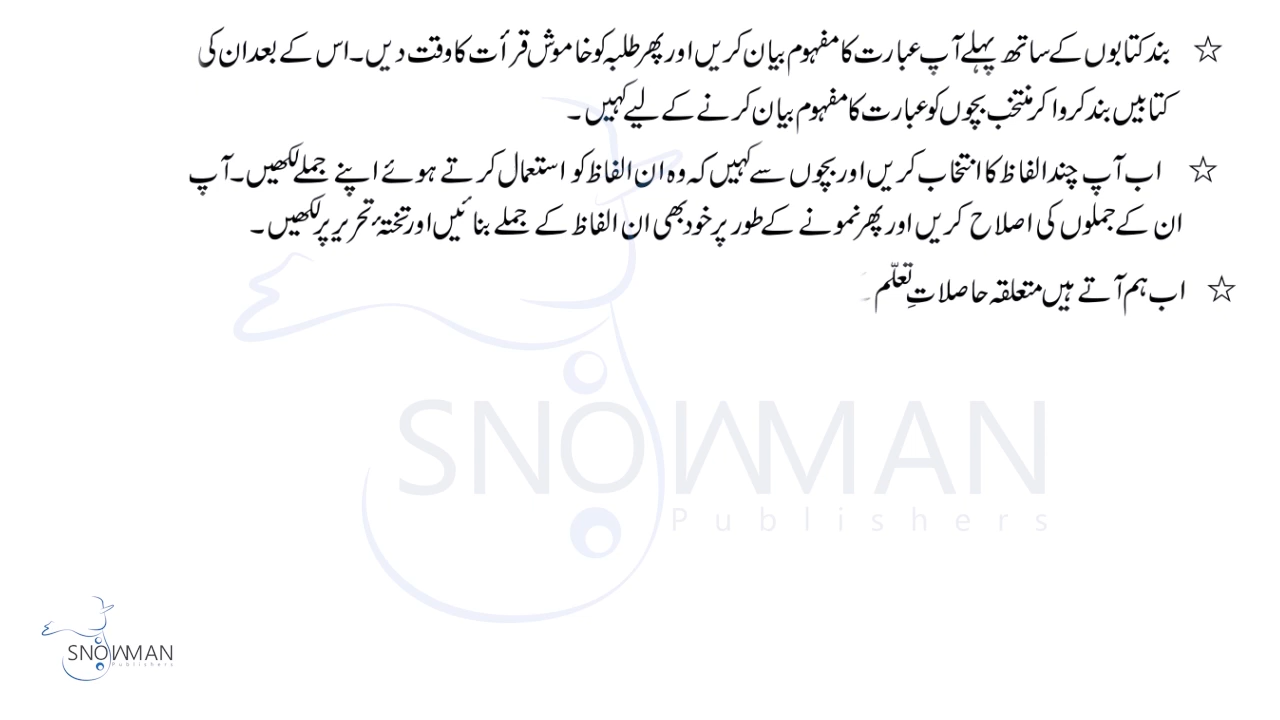 ☆ بند کتابوں کے ساتھ پہلے آپ عبارت کا مفہوم بیان کریں اور پھر طلبہ کو خاموش قرأت کا وقت دیں۔ اس کے بعد ان کی
کتابیں بند کروا کر منتخب بچوں کو عبارت کا مفہوم بیان کرنے کے لیے کہیں۔
☆ اب آپ چند الفاظ کا انتخاب کریں اور بچوں سے کہیں کہ وہ ان الفاظ کو استعمال کرتے ہوئے اپنے جملے لکھیں۔ آپ
ان کے جملوں کی اصلاح کریں اور پھر نمونے کے طور پر خود بھی ان الفاظ کے جملے بنائیں اور تختۂ تحریر پر لکھیں۔
☆ اب ہم آتے ہیں متعلقہ حاصلاتِ تعلّم
SNOWMAN
Publishers
SNOWMAN
Publishers